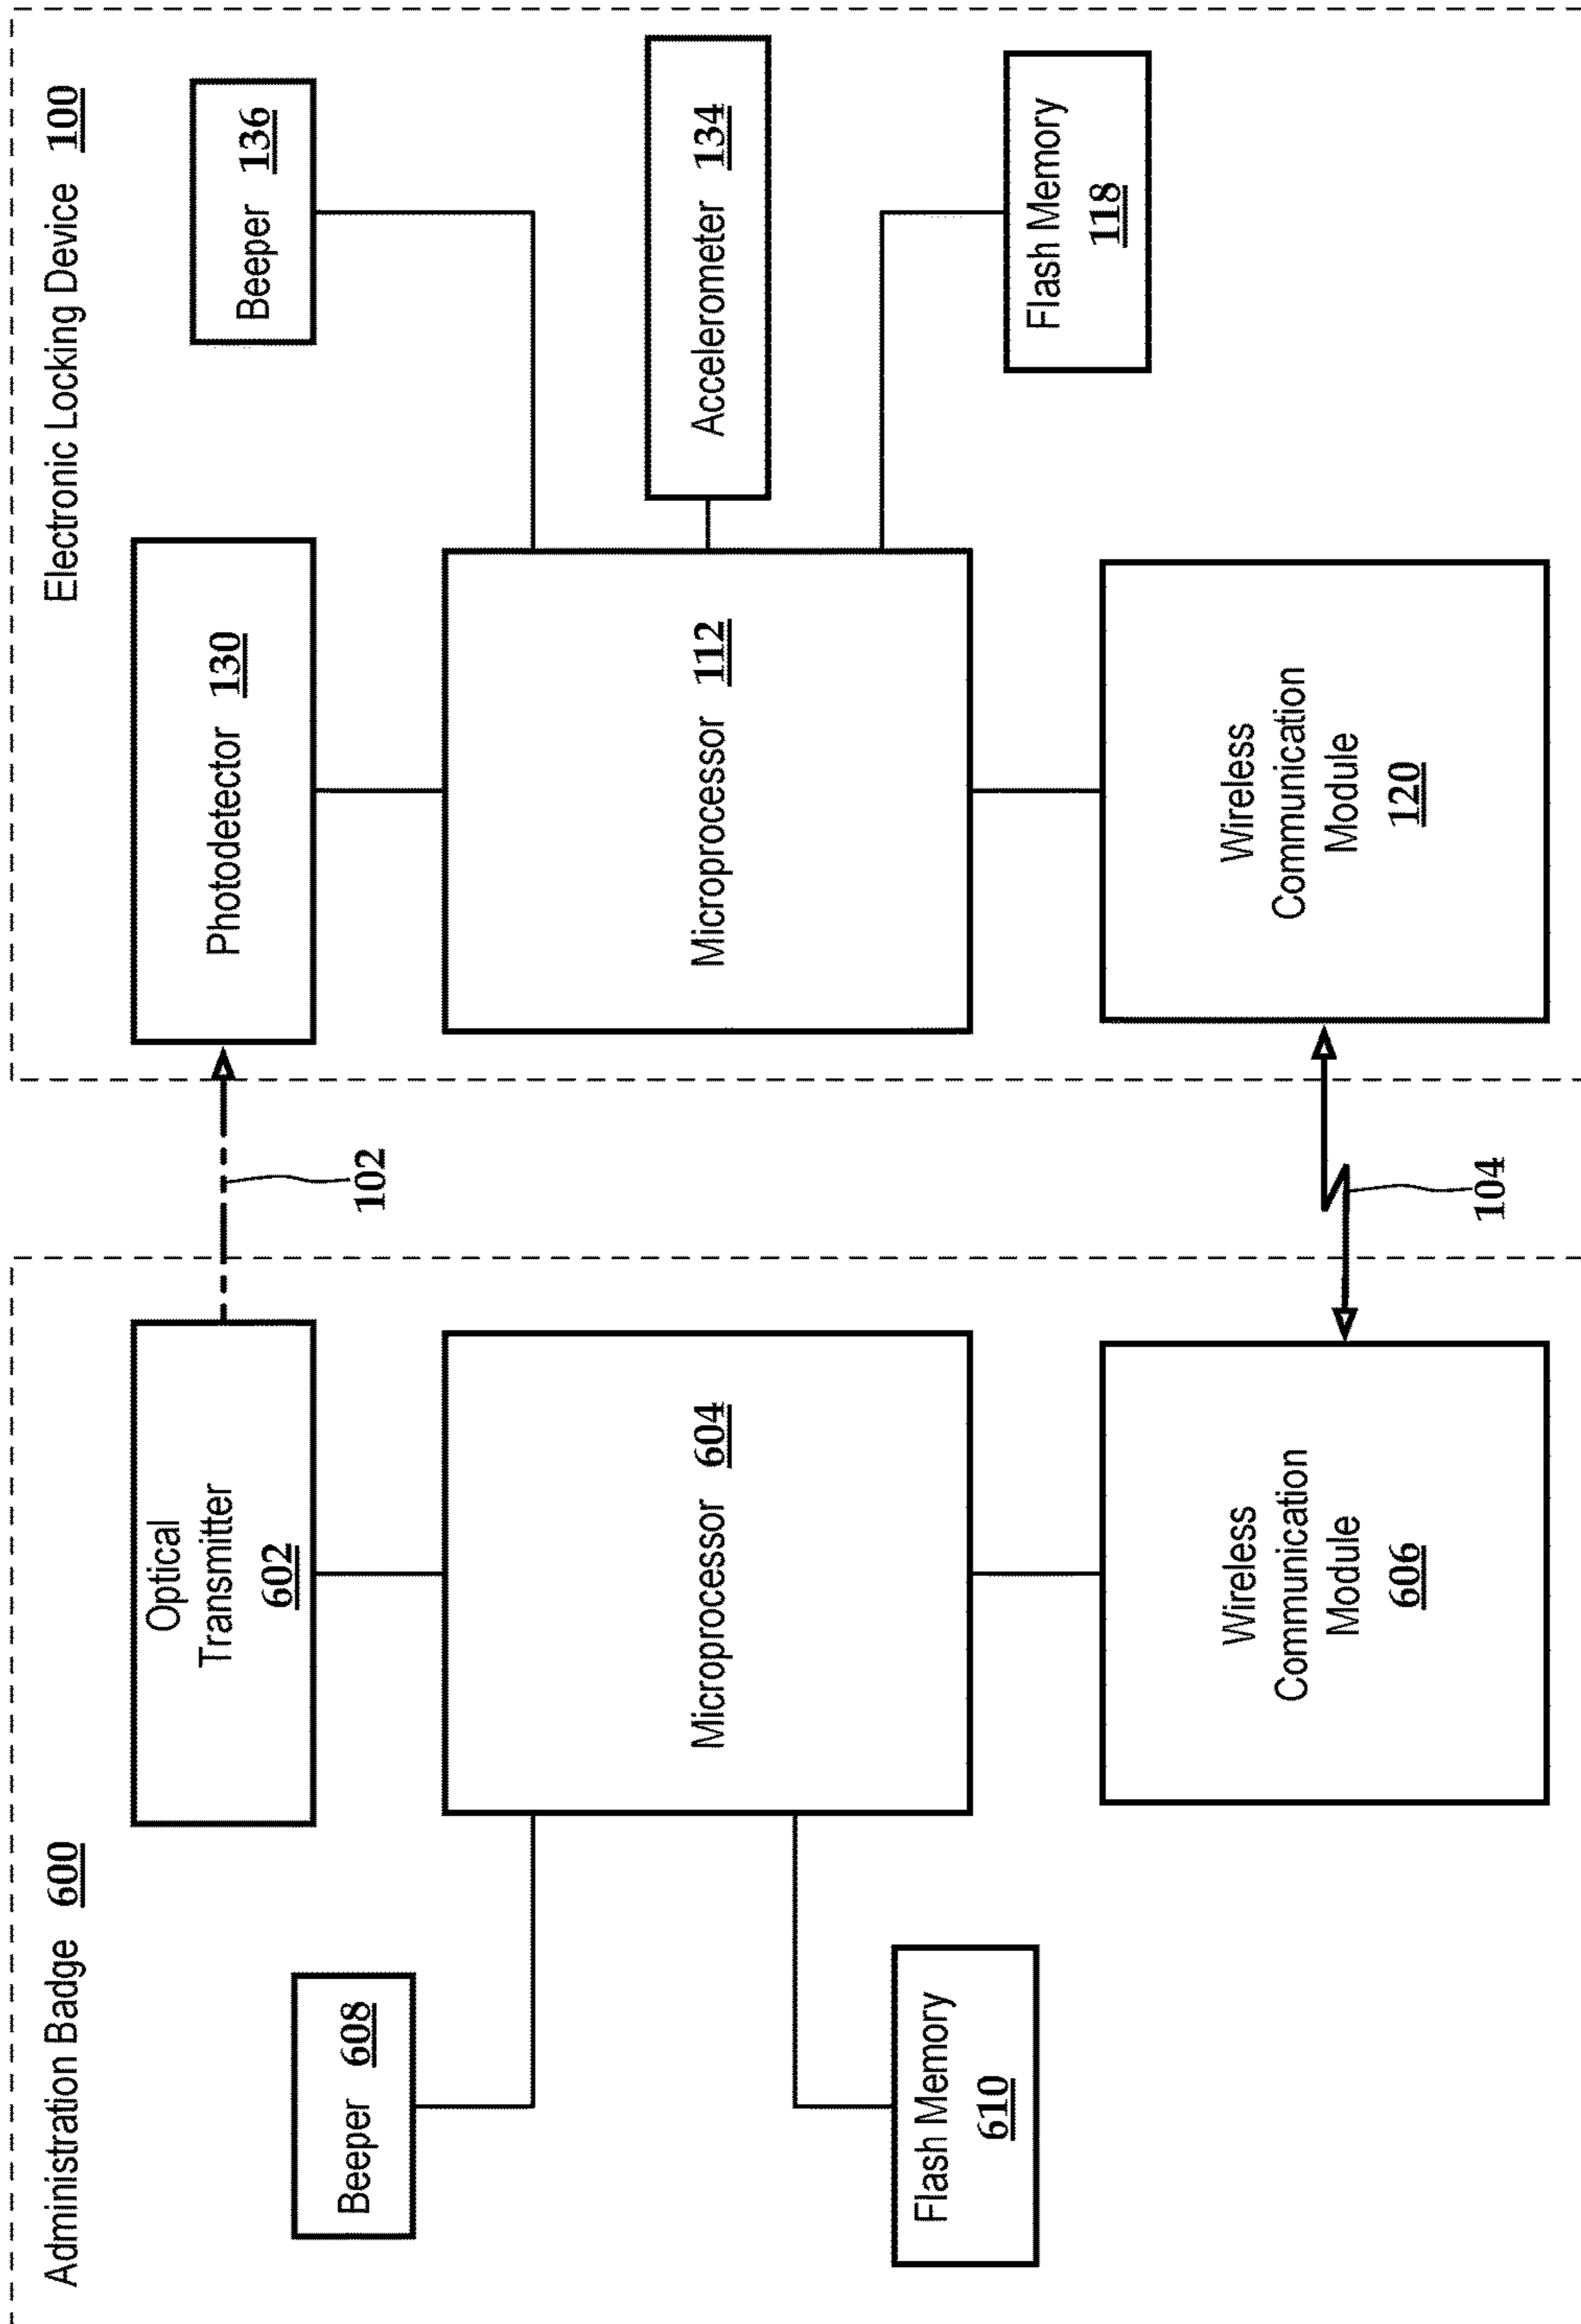 Administration Badge 600
Optical
Transmitter
602
Beeper 608
Microprocessor 604
Flash Memory
610
Wireless
Communication
Module
606
102
104
Electronic Locking Device 100
Photodetector 130
Beeper 136
Microprocessor 112
Accelerometer 134
Flash Memory
118
Wireless
Communication
Module
120